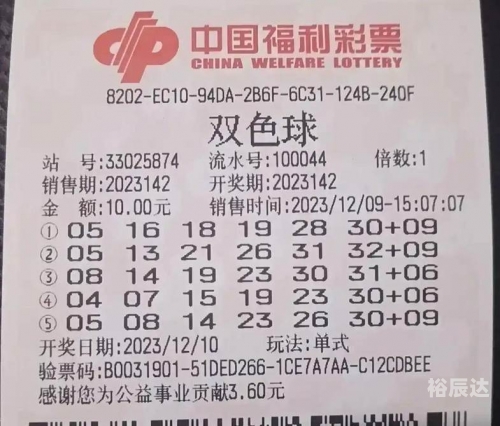 中国福利彩票
CHINA WELFARE LOTTERY
8202-EC10-94DA-2B6F-6C31-124B-240F
双色球
站 号:33025874 流水号:100044 倍数:1
销售期:2023142 开奖期:2023142
金 额:10.00元 销售时间:2023/12/09-15:07:07
① 05 16 18 19 28 30+09
② 05 13 21 26 31 32+09
③ 08 14 19 23 30 31+06
④ 04 07 15 19 23 30+06
⑤ 05 08 14 23 26 30+09
开奖日期:2023/12/10 玩法:单式
验票码:B0031901-51DED266-1CE7A7AA-C12CDBEE
感谢您为公益事业贡献3.60元
裕辰达